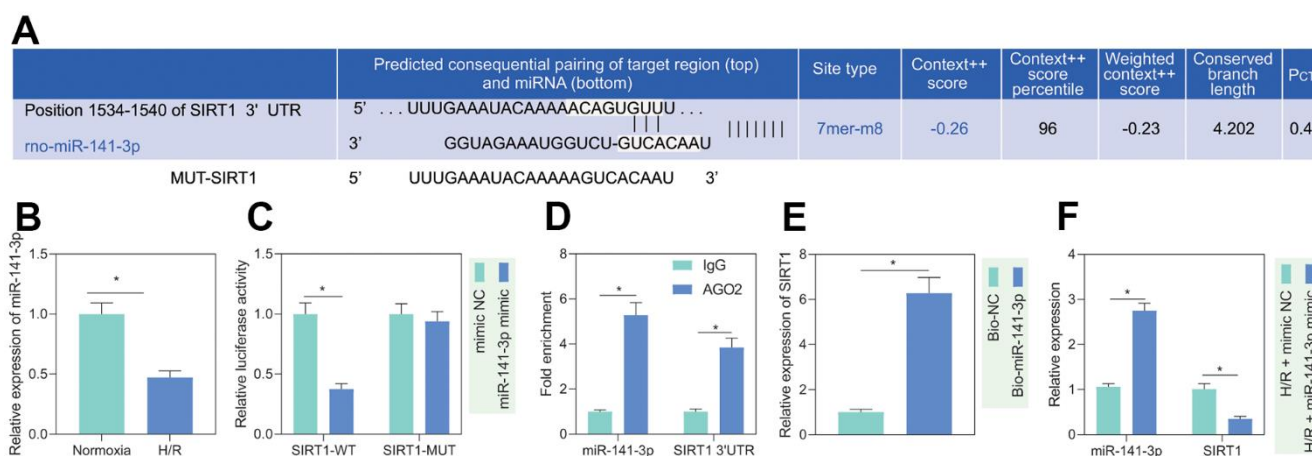 A
Predicted consequential pairing of target region (top)
and miRNA (bottom)
Site type
Context++
score
Context++
score
percentile
Weighted
context++
score
Conserved
branch
length
Position 1534-1540 of SIRT1 3' UTR
5' ...UUUGAAAUACAAAAACAGUGUUU...
rno-miR-141-3p
3' GGUAGAAAUGGUCU-GUCACAAU
7mer-m8
-0.26
96
-0.23
4.202
0.4
MUT-SIRT1
5' UUUGAAAUACAAAAAGUCACAAU 3'
B
Relative expression of miR-141-3p
1.5
1.0
0.5
0.0
*
Normoxia
H/R
C
Relative luciferase activity
1.5
1.0
0.5
0.0
*
SIRT1-WT
SIRT1-MUT
mimic NC
miR-141-3p mimic
D
Fold enrichment
8
6
4
2
0
*
*
IgG
AGO2
miR-141-3p
SIRT1 3'UTR
E
Relative expression of SIRT1
8
6
4
2
0
*
Bio-NC
Bio-miR-141-3p
F
Relative expression
4
3
2
1
0
*
*
miR-141-3p
SIRT1
H/R + mimic NC
H/R + miR-141-3p mimic